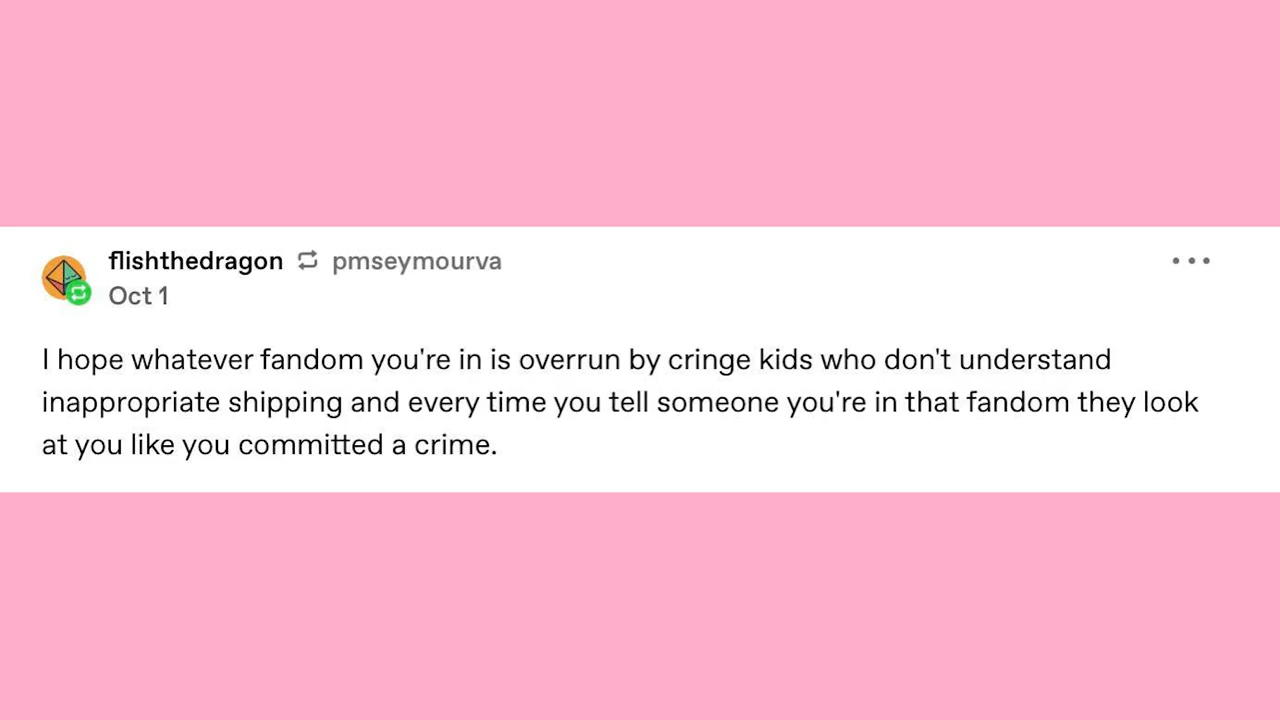 flishthedragon pmseymourva
Oct 1
I hope whatever fandom you're in is overrun by cringe kids who don't understand
inappropriate shipping and every time you tell someone you're in that fandom they look
at you like you committed a crime.